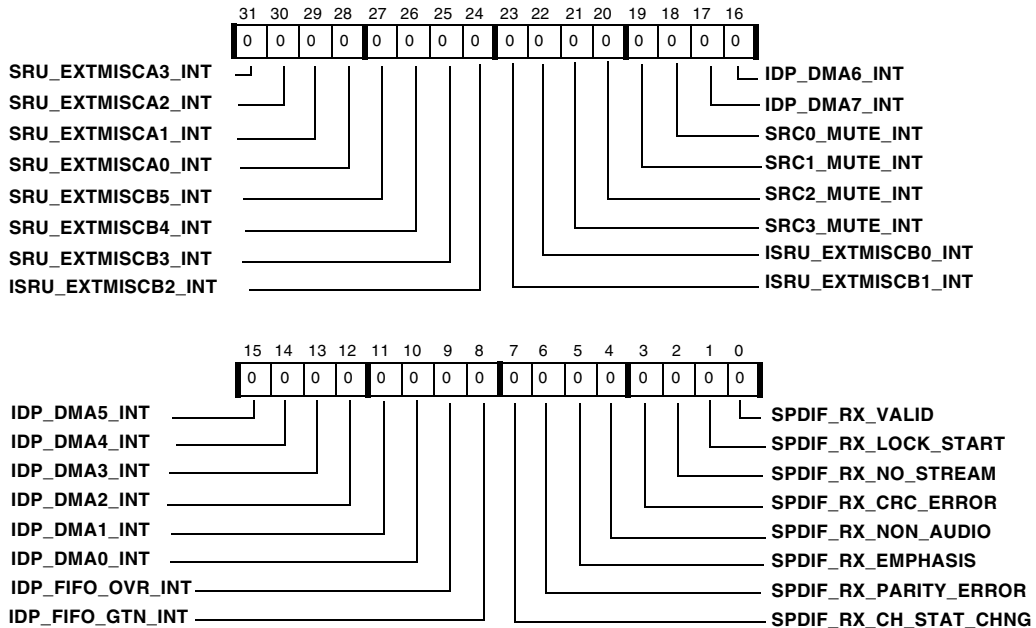 31 30 29 28 27 26 25 24 23 22 21 20 19 18 17 16
0 0 0 0 0 0 0 0 0 0 0 0 0 0 0 0
SRU_EXTMISCA3_INT
SRU_EXTMISCA2_INT
SRU_EXTMISCA1_INT
SRU_EXTMISCA0_INT
SRU_EXTMISCB5_INT
SRU_EXTMISCB4_INT
SRU_EXTMISCB3_INT
ISRU_EXTMISCB2_INT
IDP_DMA6_INT
IDP_DMA7_INT
SRC0_MUTE_INT
SRC1_MUTE_INT
SRC2_MUTE_INT
SRC3_MUTE_INT
ISRU_EXTMISCB0_INT
ISRU_EXTMISCB1_INT
15 14 13 12 11 10 9 8 7 6 5 4 3 2 1 0
0 0 0 0 0 0 0 0 0 0 0 0 0 0 0 0
IDP_DMA5_INT
IDP_DMA4_INT
IDP_DMA3_INT
IDP_DMA2_INT
IDP_DMA1_INT
IDP_DMA0_INT
IDP_FIFO_OVR_INT
IDP_FIFO_GTN_INT
SPDIF_RX_VALID
SPDIF_RX_LOCK_START
SPDIF_RX_NO_STREAM
SPDIF_RX_CRC_ERROR
SPDIF_RX_NON_AUDIO
SPDIF_RX_EMPHASIS
SPDIF_RX_PARITY_ERROR
SPDIF_RX_CH_STAT_CHNG